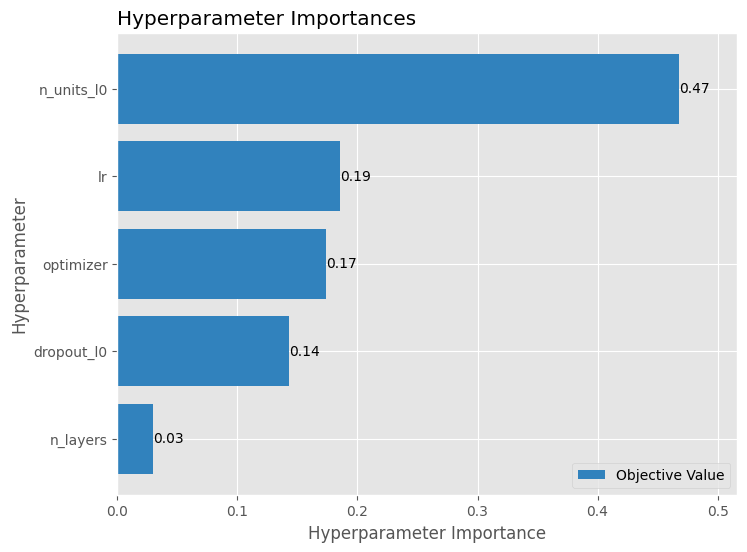 Hyperparameter Importances
Hyperparameter
n_units_l0
0.47
lr
0.19
optimizer
0.17
dropout_l0
0.14
n_layers
0.03
Objective Value
0.0 0.1 0.2 0.3 0.4 0.5
Hyperparameter Importance